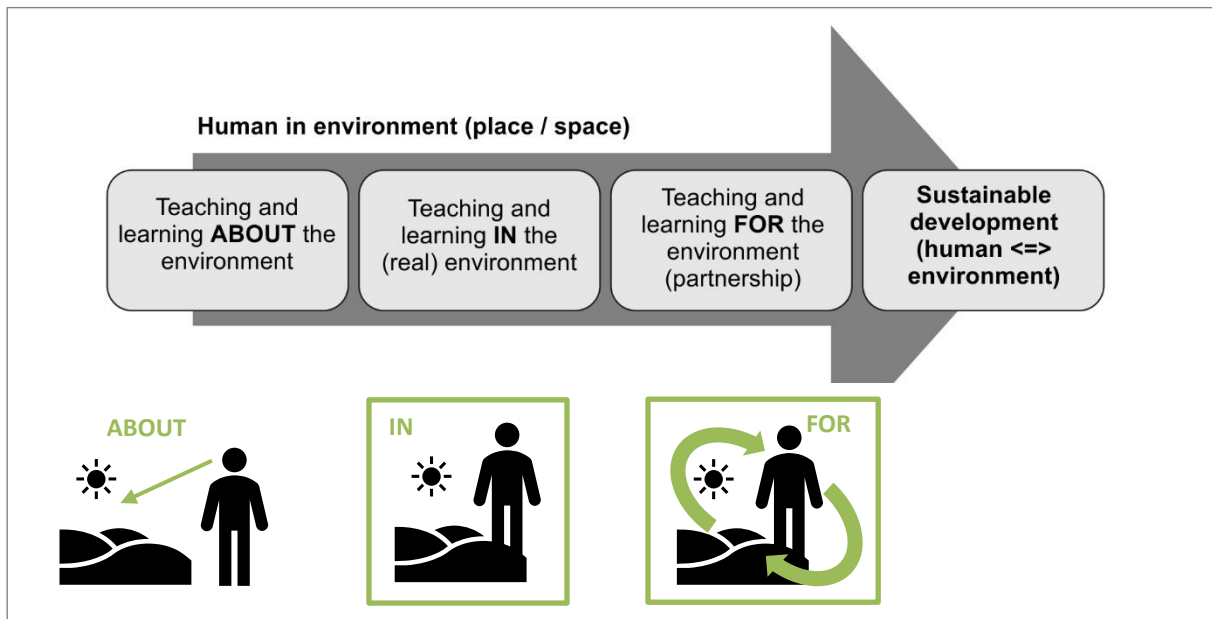 Human in environment (place / space)
Teaching and
learning ABOUT the
environment
Teaching and
learning IN the
(real) environment
Teaching and
learning FOR the
environment
(partnership)
Sustainable
development
(human <=>
environment)
ABOUT
IN
FOR